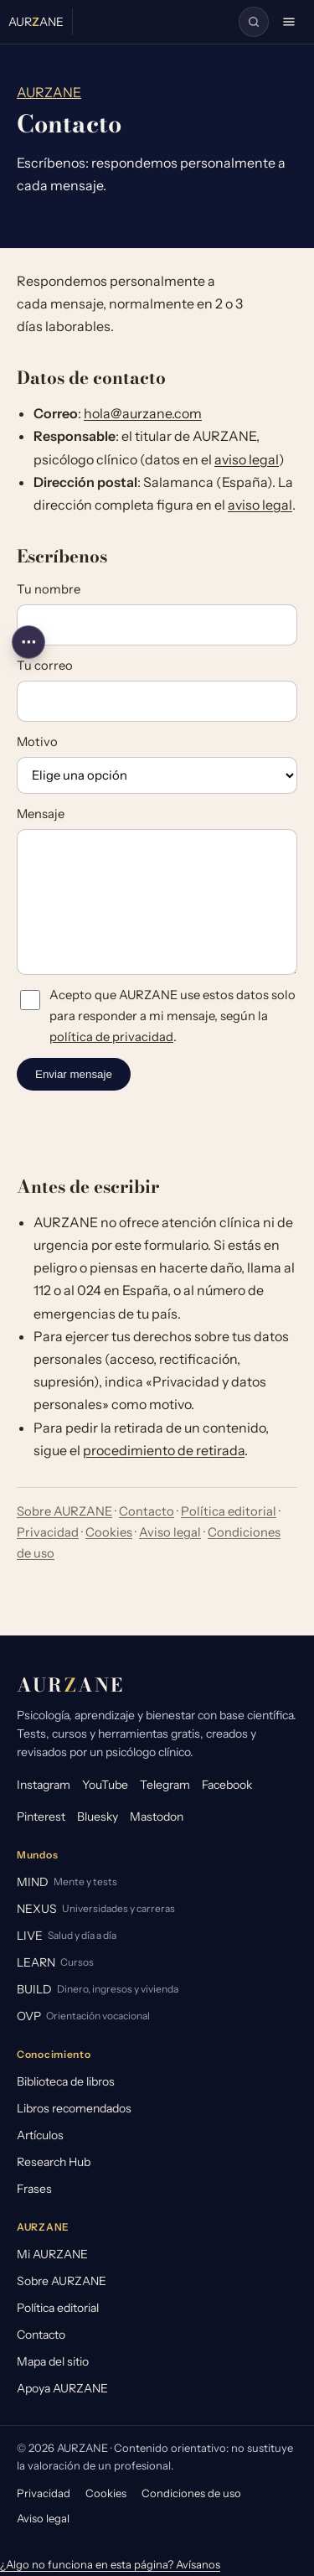 AURZANE
AURZANE
Contacto
Escríbenos: respondemos personalmente a
cada mensaje.
Respondemos personalmente a
cada mensaje, normalmente en 2 o 3
días laborables.
Datos de contacto
• Correo: hola@aurzane.com
• Responsable: el titular de AURZANE,
psicólogo clínico (datos en el aviso legal)
• Dirección postal: Salamanca (España). La
dirección completa figura en el aviso legal.
Escríbenos
Tu nombre
Tu correo
Motivo
Elige una opción
Mensaje
Acepto que AURZANE use estos datos solo
para responder a mi mensaje, según la
política de privacidad.
Enviar mensaje
Antes de escribir
• AURZANE no ofrece atención clínica ni de
urgencia por este formulario. Si estás en
peligro o piensas en hacerte daño, llama al
112 o al 024 en España, o al número de
emergencias de tu país.
• Para ejercer tus derechos sobre tus datos
personales (acceso, rectificación,
supresión), indica «Privacidad y datos
personales» como motivo.
• Para pedir la retirada de un contenido,
sigue el procedimiento de retirada.
Sobre AURZANE · Contacto · Política editorial ·
Privacidad · Cookies · Aviso legal · Condiciones
de uso
AURZANE
Psicología, aprendizaje y bienestar con base científica.
Tests, cursos y herramientas gratis, creados y
revisados por un psicólogo clínico.
Instagram YouTube Telegram Facebook
Pinterest Bluesky Mastodon
Mundos
MIND Mente y tests
NEXUS Universidades y carreras
LIVE Salud y día a día
LEARN Cursos
BUILD Dinero, ingresos y vivienda
OVP Orientación vocacional
Conocimiento
Biblioteca de libros
Libros recomendados
Artículos
Research Hub
Frases
AURZANE
Mi AURZANE
Sobre AURZANE
Política editorial
Contacto
Mapa del sitio
Apoya AURZANE
© 2026 AURZANE · Contenido orientativo: no sustituye
la valoración de un profesional.
Privacidad Cookies Condiciones de uso
Aviso legal
¿Algo no funciona en esta página? Avísanos